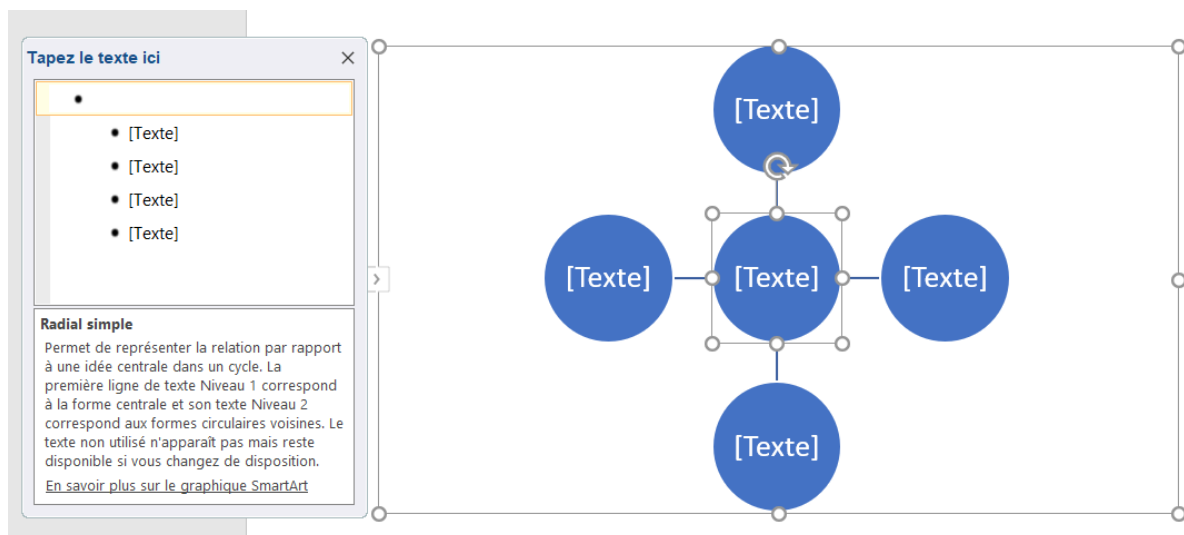 Tapez le texte ici
[Texte]
[Texte]
[Texte]
[Texte]
Radial simple
Permet de représenter la relation par rapport
à une idée centrale dans un cycle. La
première ligne de texte Niveau 1 correspond
à la forme centrale et son texte Niveau 2
correspond aux formes circulaires voisines. Le
texte non utilisé n'apparaît pas mais reste
disponible si vous changez de disposition.
En savoir plus sur le graphique SmartArt
[Texte]
[Texte] [Texte] [Texte]
[Texte]